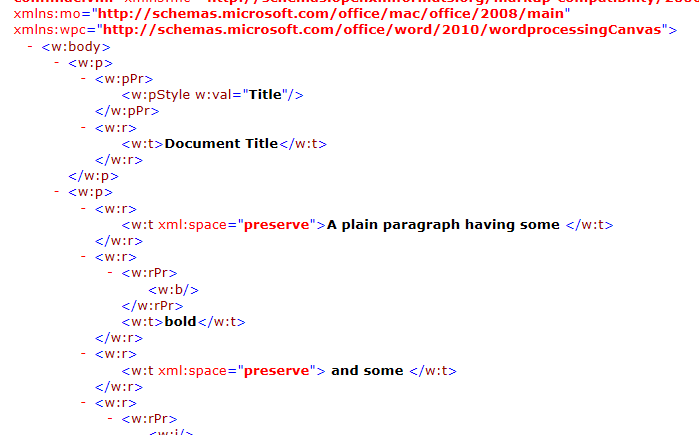 xmlns:mo="http://schemas.microsoft.com/office/mac/office/2008/main"
xmlns:wpc="http://schemas.microsoft.com/office/word/2010/wordprocessingCanvas">
- <w:body>
- <w:p>
- <w:pPr>
<w:pStyle w:val="Title"/>
</w:pPr>
- <w:r>
<w:t>Document Title</w:t>
</w:r>
</w:p>
- <w:p>
- <w:r>
<w:t xml:space="preserve">A plain paragraph having some </w:t>
</w:r>
- <w:r>
- <w:rPr>
<w:b/>
</w:rPr>
<w:t>bold</w:t>
</w:r>
- <w:r>
<w:t xml:space="preserve"> and some </w:t>
</w:r>
- <w:r>
- <w:rPr>
<w:i/>